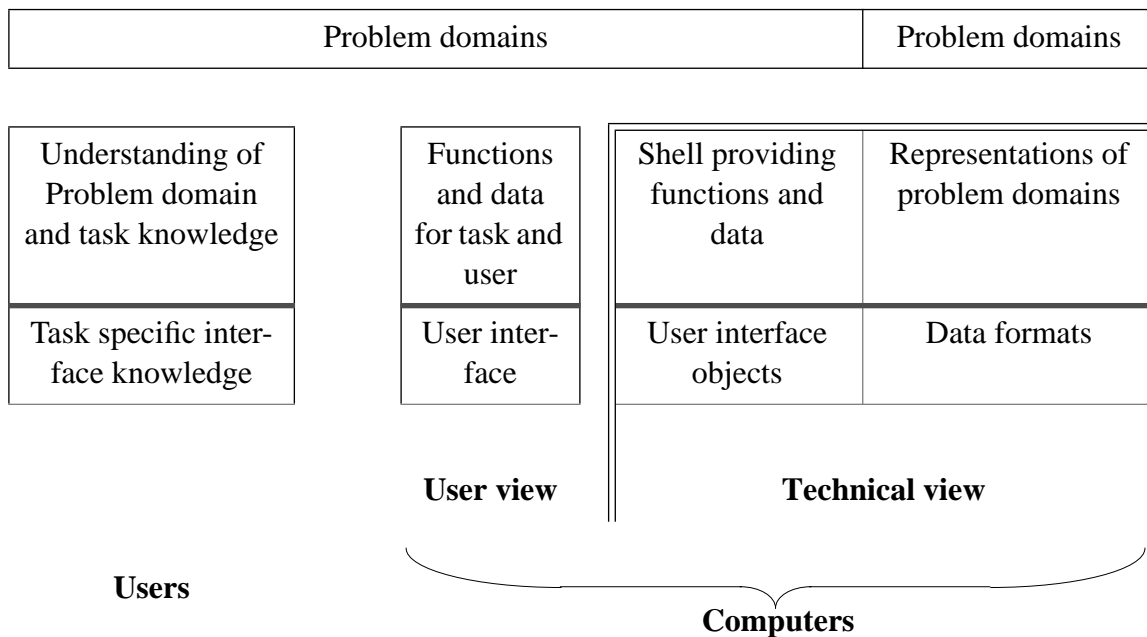 Problem domains
Problem domains
Understanding of
Problem domain
and task knowledge
Functions
and data
for task and
user
Shell providing
functions and
data
Representations of
problem domains
Task specific inter-
face knowledge
User inter-
face
User interface
objects
Data formats
User view
Technical view
Users
Computers